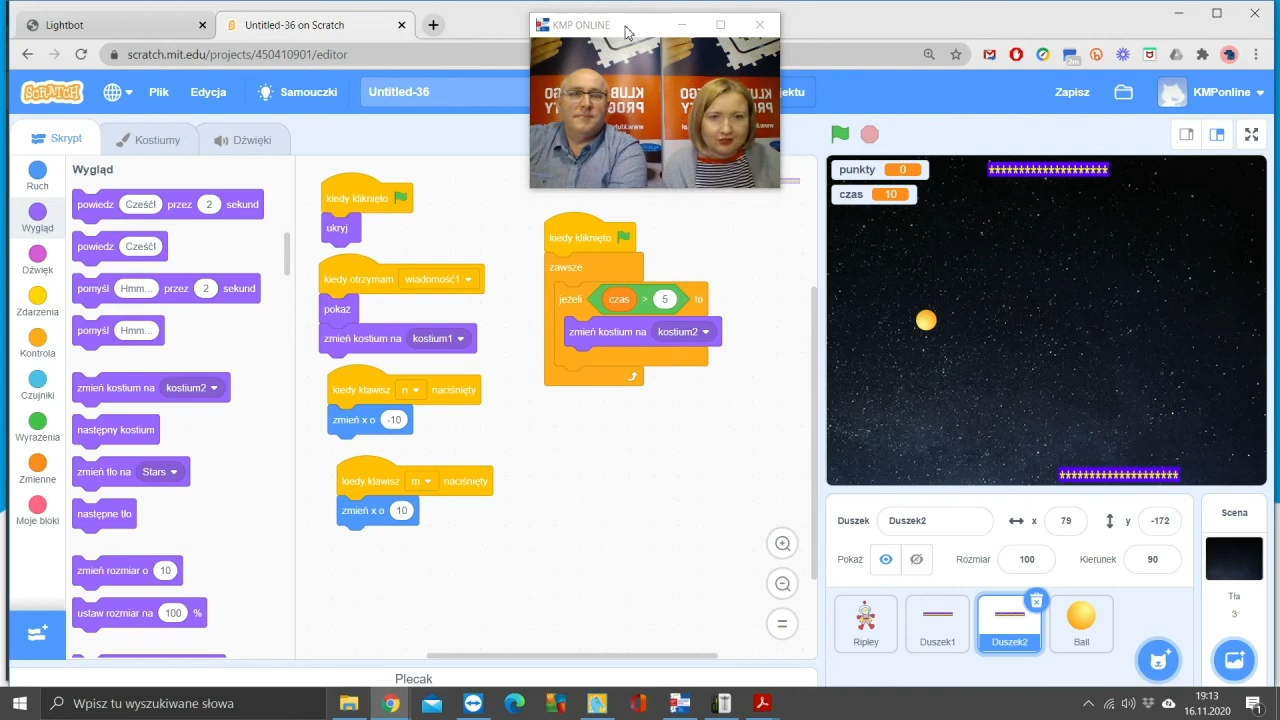 Lightbot
Untitled-36 on Scratch
KMP ONLINE
scratch.mit.edu/projects/450410901/editor
2m
SCRATCH
Plik
Edycja
Samouczki
Untitled-36
Zapisz
KMPonline
Skrypt
Kostiumy
Dźwięki
Ruch
Wygląd
Dźwięk
Zdarzenia
Kontrola
Czujniki
Wyrażenia
Zmienne
Moje bloki
Wygląd
powiedz Cześć! przez 2 sekund
powiedz Cześć!
pomyśl Hmm... przez 2 sekund
pomyśl Hmm...
zmień kostium na kostium2
następny kostium
zmień tło na Stars
następne tło
zmień rozmiar o 10
ustaw rozmiar na 100 %
kiedy kliknięto
ukryj
kiedy otrzymam wiadomość1
pokaż
zmień kostium na kostium1
kiedy klawisz n naciśnięty
zmień x o -10
kiedy klawisz m naciśnięty
zmień x o 10
kiedy kliknięto
zawsze
jeżeli czas > 5 to
zmień kostium na kostium2
punkty 0
czas 10
Duszek Duszek2 x 79 y -172
Pokaż Rozmiar 100 Kierunek 90
Ripley
Duszek1
Duszek2
Ball
Scena
Tła
3
Plecak
Wpisz tu wyszukiwane słowa
19:13
16.11.2020
1